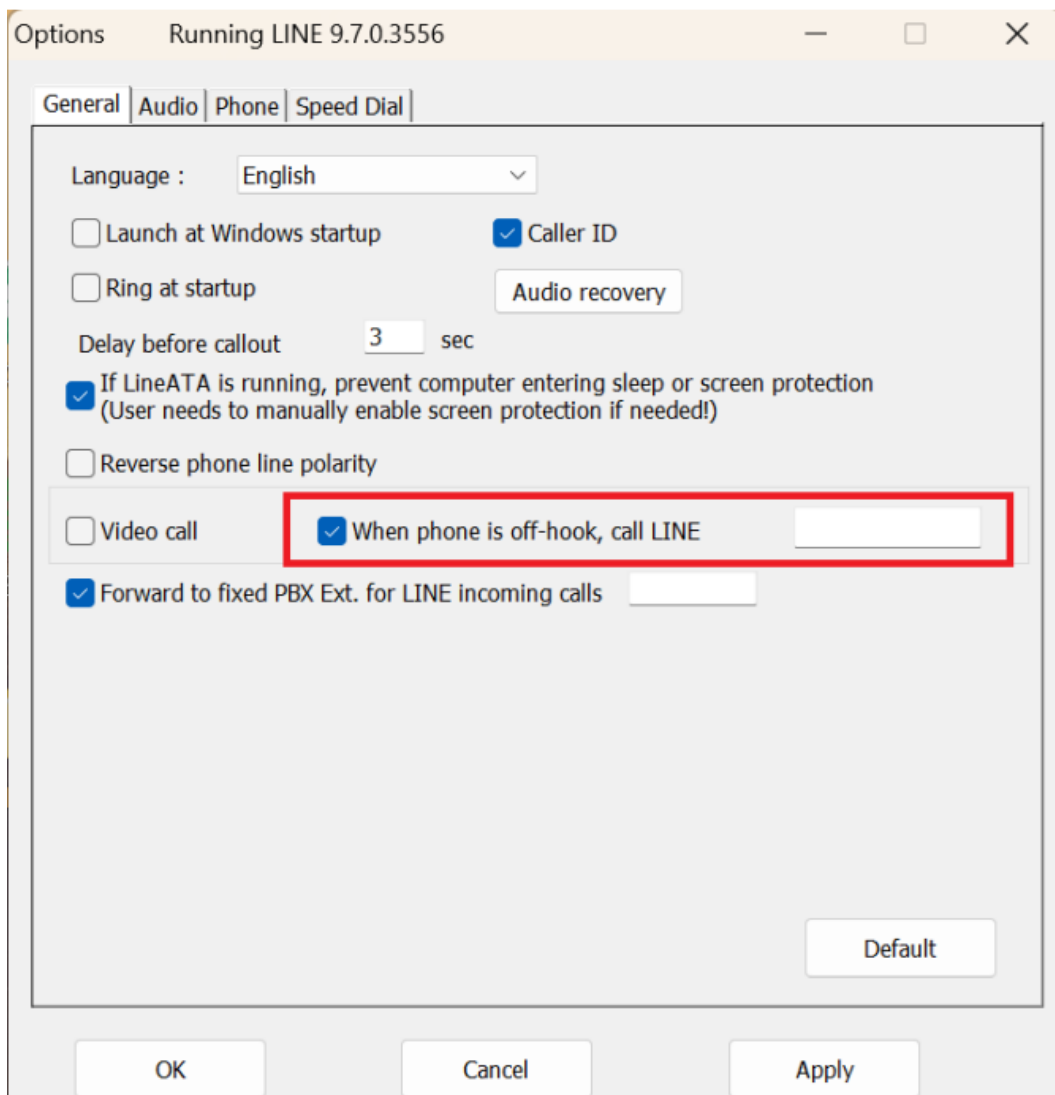 Options Running LINE 9.7.0.3556
General Audio Phone Speed Dial
Language : English
Launch at Windows startup Caller ID
Ring at startup Audio recovery
Delay before callout 3 sec
If LineATA is running, prevent computer entering sleep or screen protection
(User needs to manually enable screen protection if needed!)
Reverse phone line polarity
Video call When phone is off-hook, call LINE
Forward to fixed PBX Ext. for LINE incoming calls
Default
OK Cancel Apply